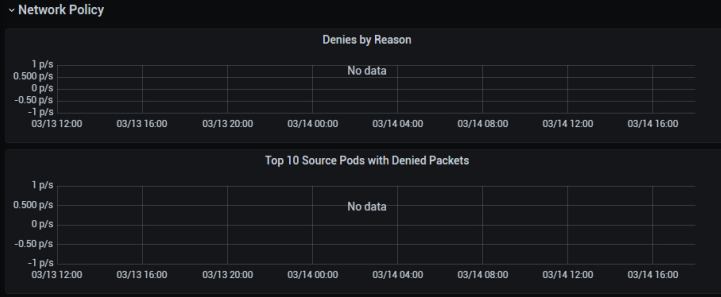 Network Policy
Denies by Reason
1 p/s
0.500 p/s
0 p/s
-0.50 p/s
-1 p/s
No data
03/13 12:00 03/13 16:00 03/13 20:00 03/14 00:00 03/14 04:00 03/14 08:00 03/14 12:00 03/14 16:00
Top 10 Source Pods with Denied Packets
1 p/s
0.500 p/s
0 p/s
-0.50 p/s
-1 p/s
No data
03/13 12:00 03/13 16:00 03/13 20:00 03/14 00:00 03/14 04:00 03/14 08:00 03/14 12:00 03/14 16:00